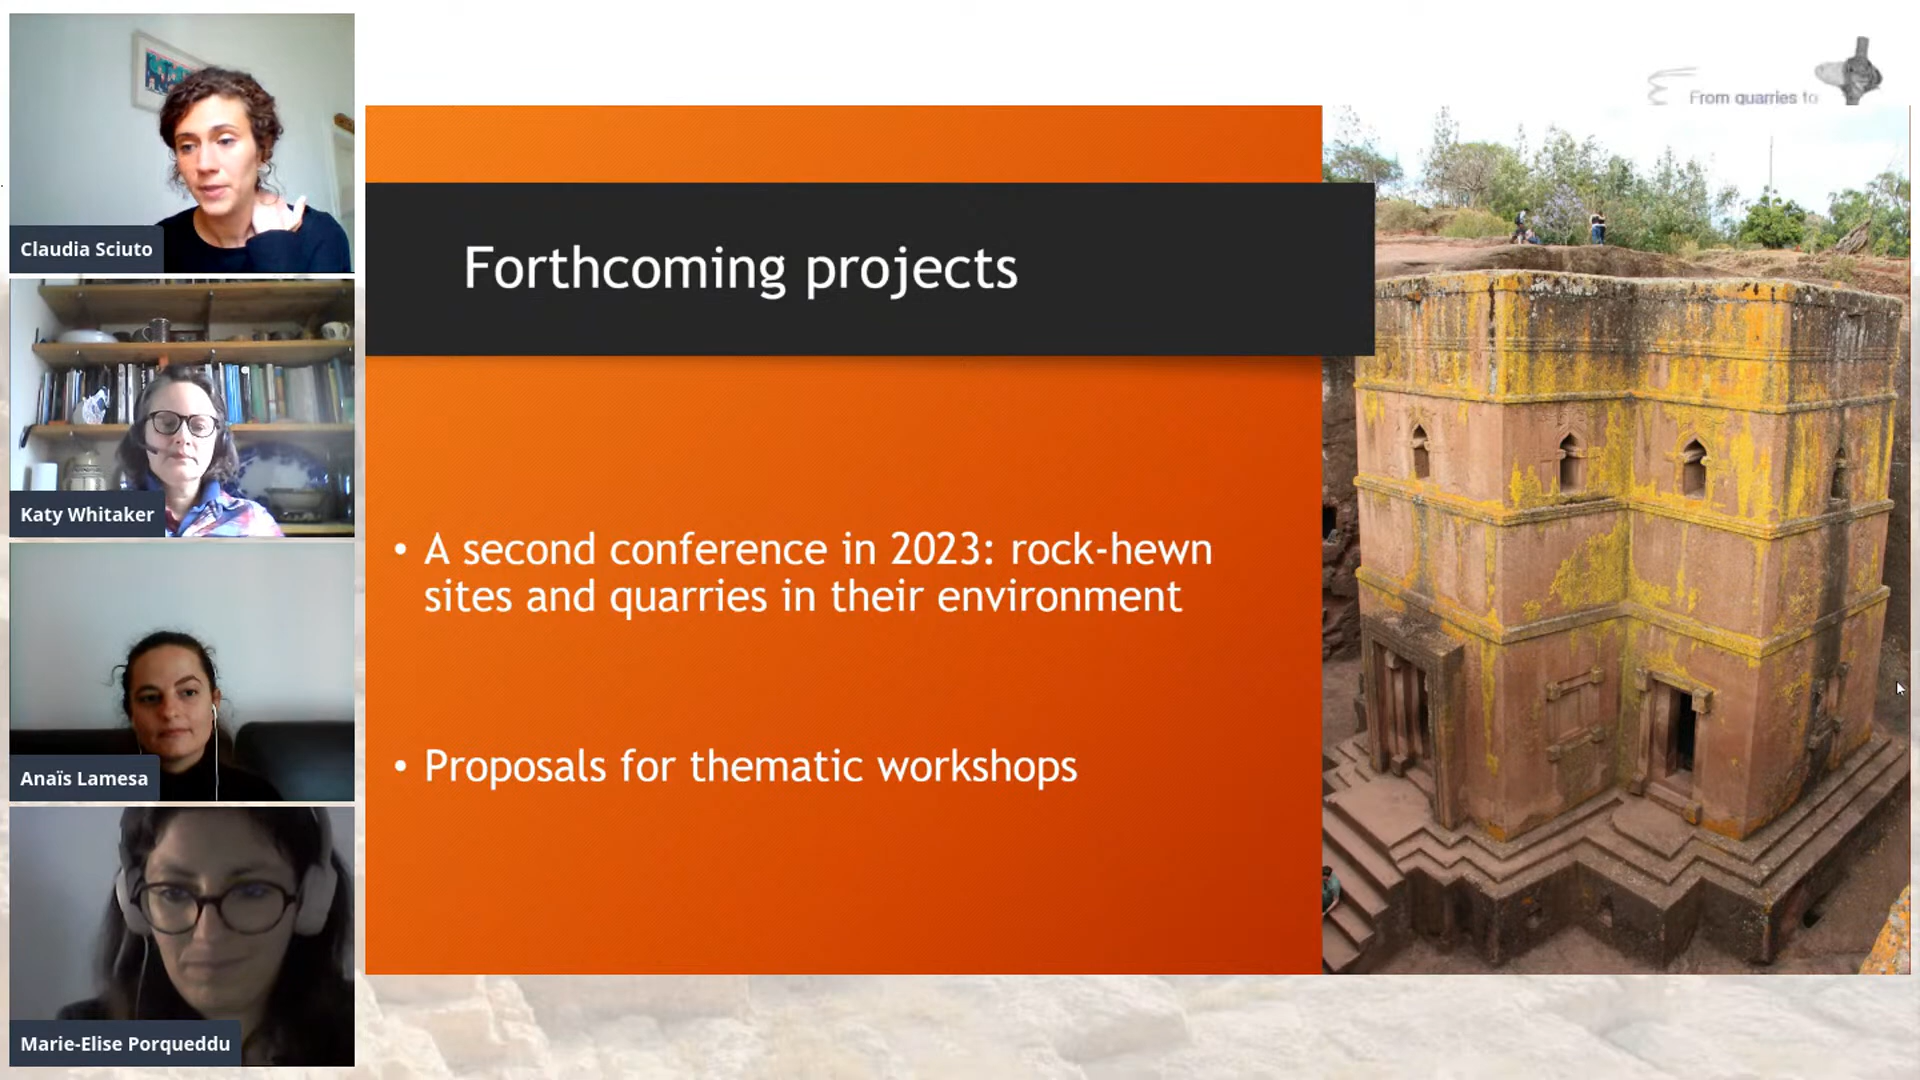 From quarries to
Claudia Sciuto
Forthcoming projects
Katy Whitaker
• A second conference in 2023: rock-hewn
sites and quarries in their environment
Anaïs Lamesa
• Proposals for thematic workshops
Marie-Elise Porqueddu